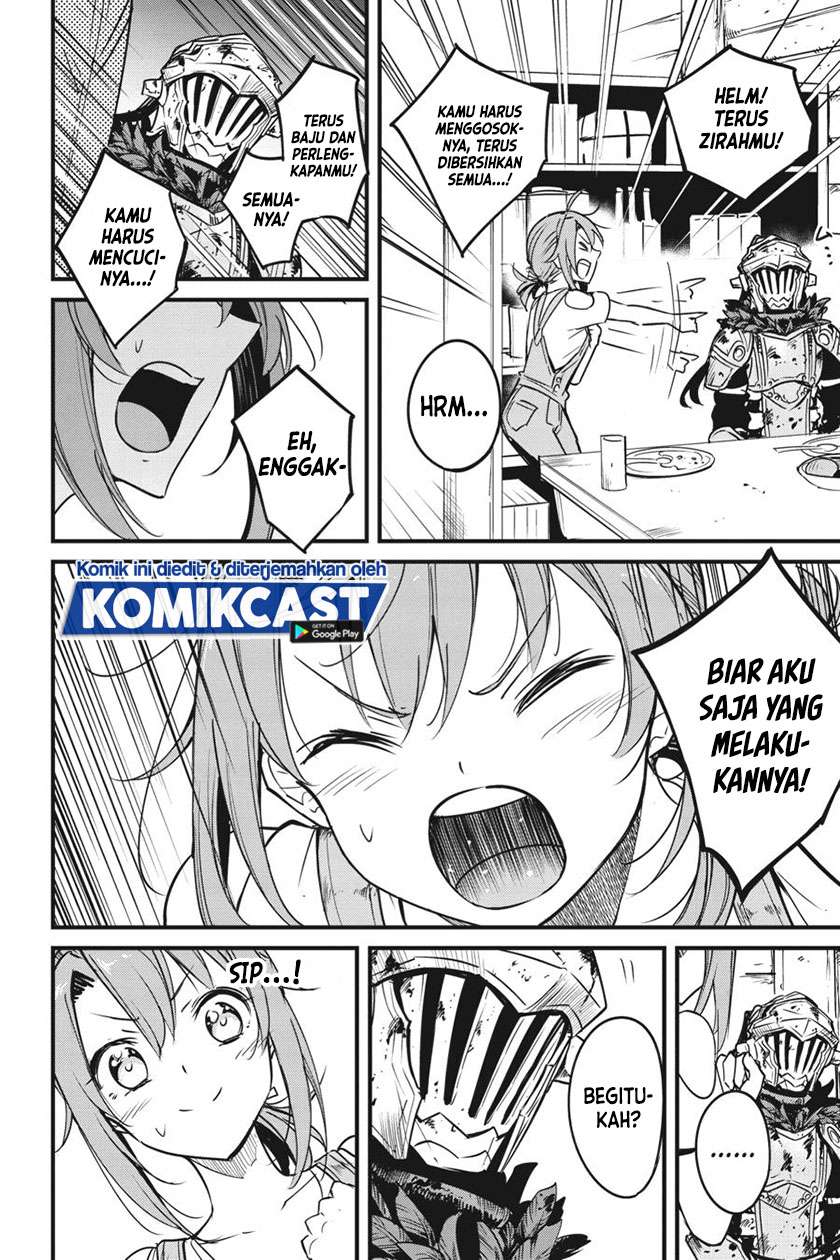 HELM!
TERUS
ZIRAHMU!
KAMU HARUS
MENGGOSOK-
NYA, TERUS
DIBERSIHKAN
SEMUA...!
HRM...
TERUS
BAJU DAN
PERLENG-
KAPANMU!
SEMUA-
NYA!
KAMU
HARUS
MENCUCI-
NYA...!
EH,
ENGGAK-
Komik ini diedit & diterjemahkan oleh
KOMIKCAST
GET IT ON
Google Play
BIAR AKU
SAJA YANG
MELAKU-
KANNYA!
......
BEGITU-
KAH?
SIP...!